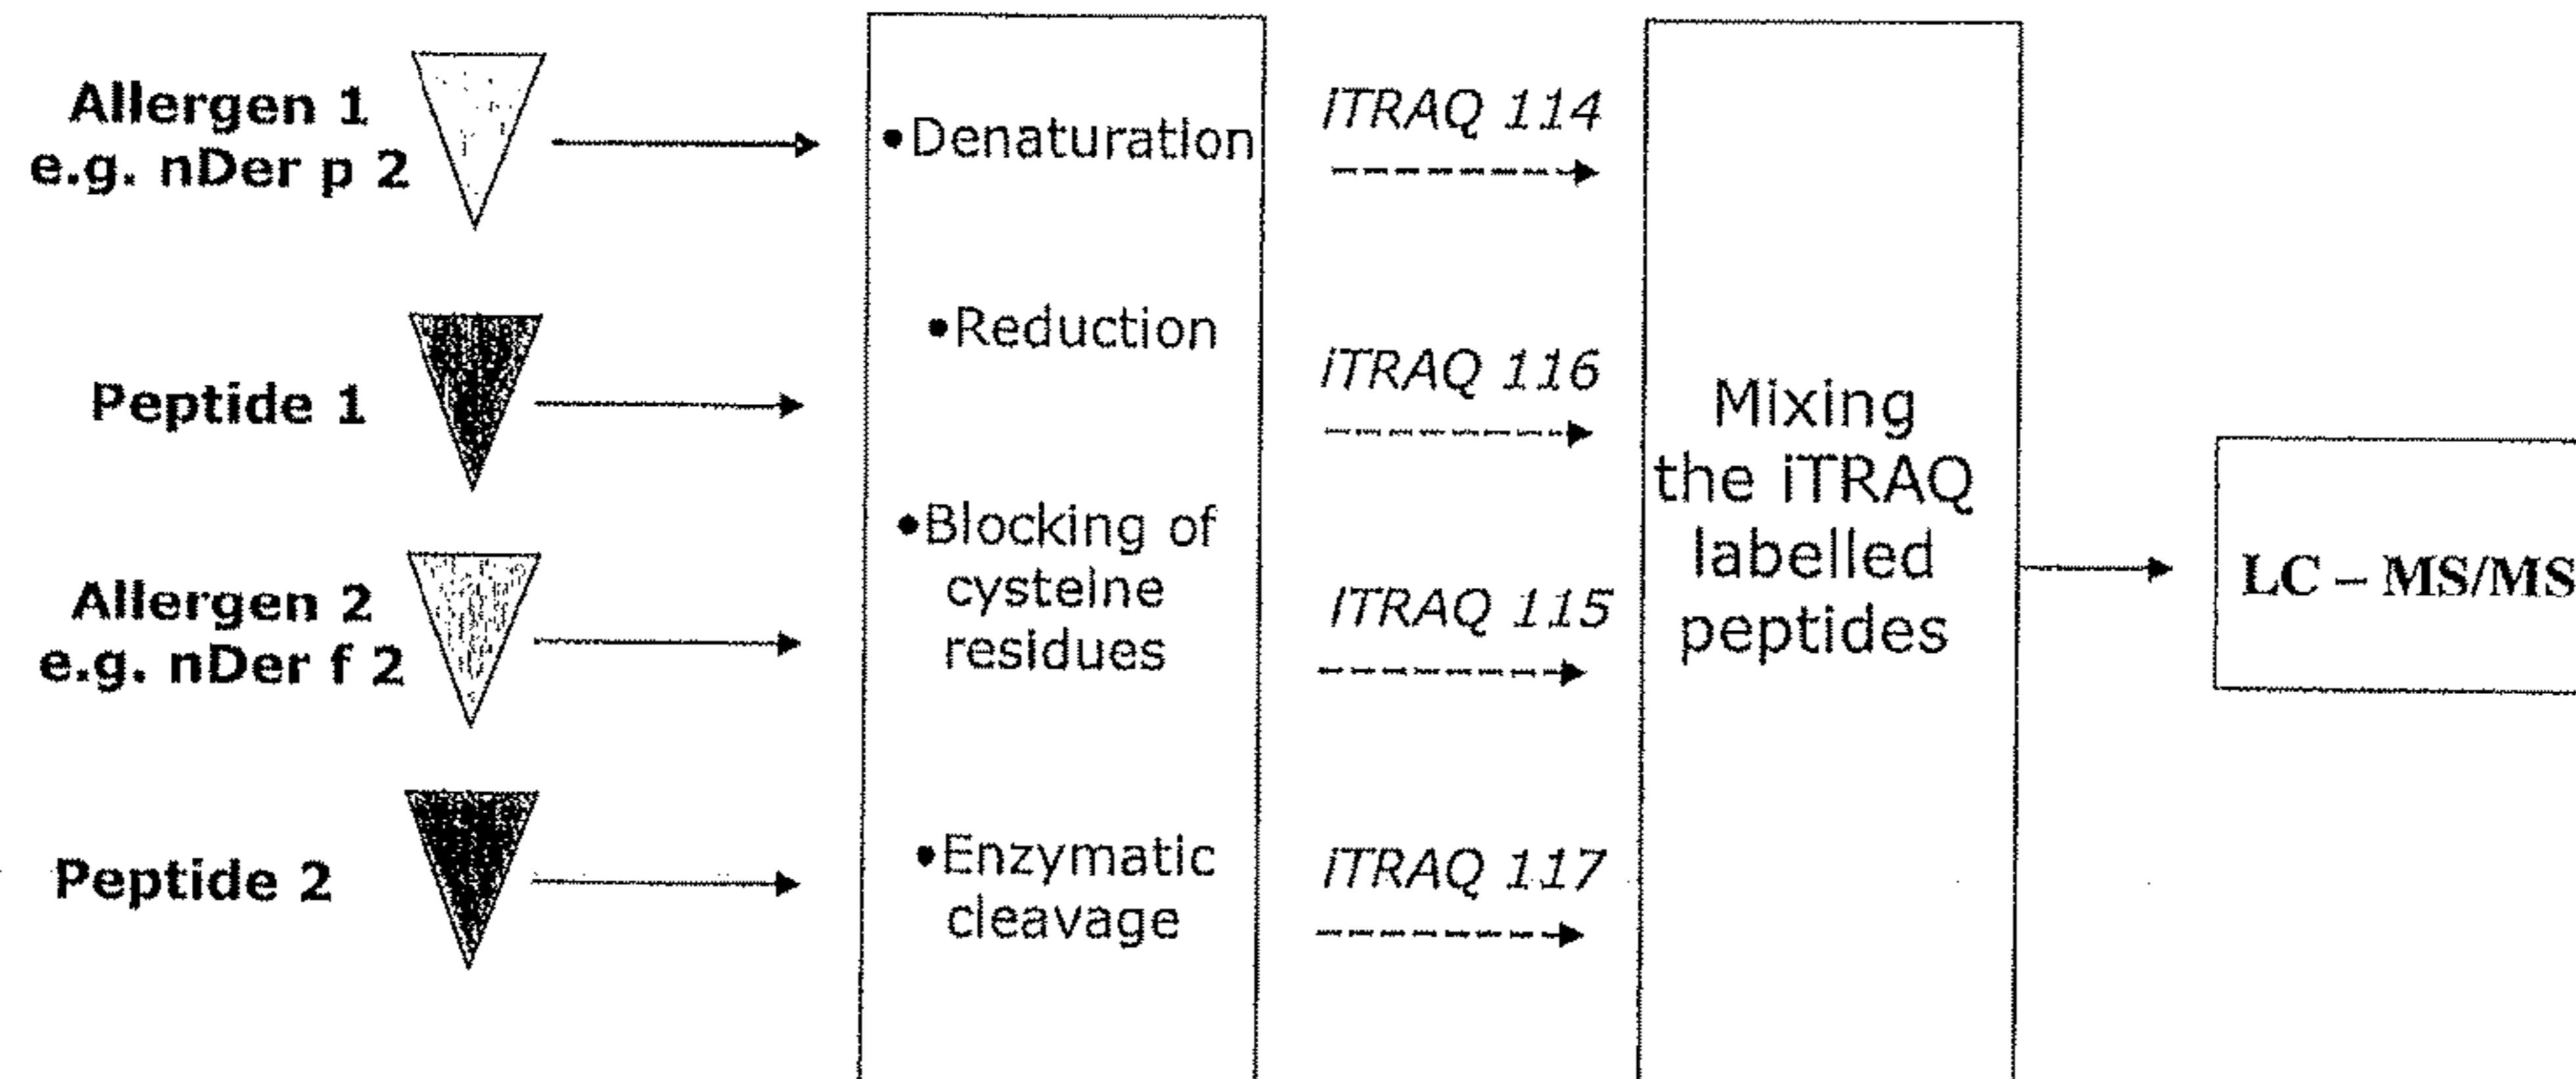 Allergen 1
e.g. nDer p 2
Peptide 1
Allergen 2
e.g. nDer f 2
Peptide 2
•Denaturation
•Reduction
•Blocking of
cysteine
residues
•Enzymatic
cleavage
iTRAQ 114
iTRAQ 116
iTRAQ 115
iTRAQ 117
Mixing
the iTRAQ
labelled
peptides
LC – MS/MS